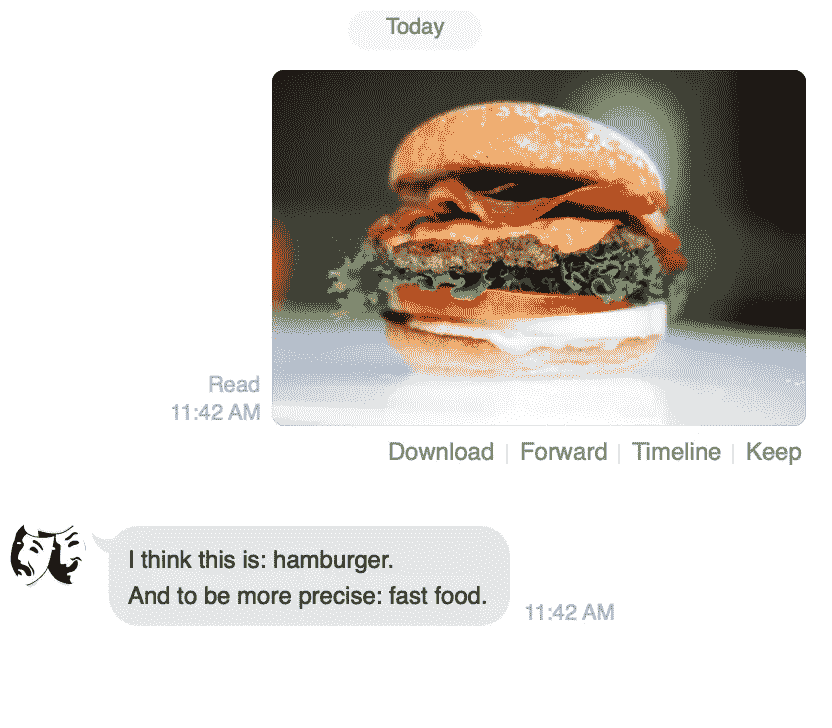 Today
Read
11:42 AM
Download | Forward | Timeline | Keep
I think this is: hamburger.
And to be more precise: fast food.
11:42 AM